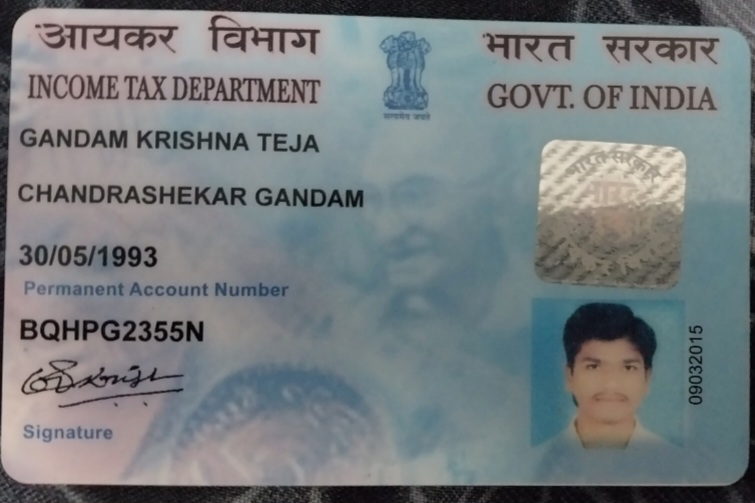 आयकर विभाग
भारत सरकार
INCOME TAX DEPARTMENT
GOVT. OF INDIA
सत्यमेव जयते
GANDAM KRISHNA TEJA
CHANDRASHEKAR GANDAM
30/05/1993
Permanent Account Number
BQHPG2355N
Signature
भारत सरकार
भारत
09032015